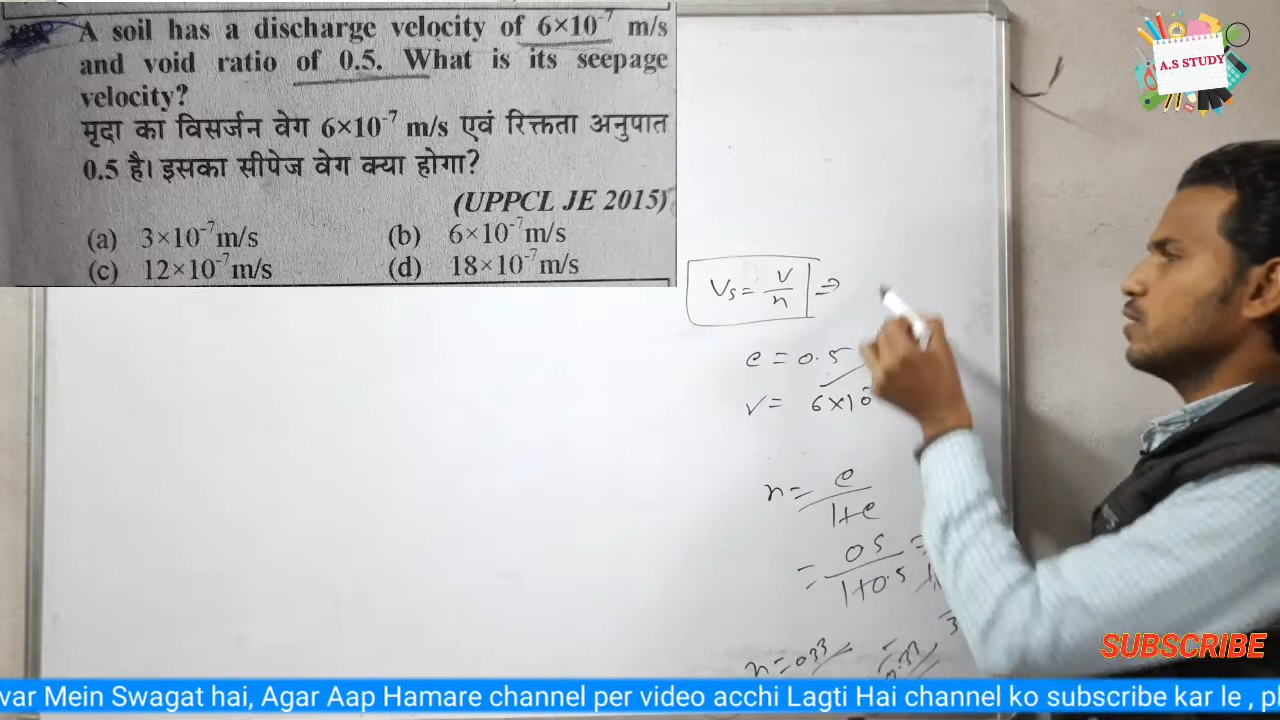 A soil has a discharge velocity of 6×10⁻⁷ m/s
and void ratio of 0.5. What is its seepage
velocity?
मृदा का विसर्जन वेग 6×10⁻⁷ m/s एवं रिक्तता अनुपात
0.5 है। इसका सीपेज वेग क्या होगा?
(UPPCL JE 2015)
(a) 3×10⁻⁷m/s (b) 6×10⁻⁷m/s
(c) 12×10⁻⁷m/s (d) 18×10⁻⁷m/s
A.S STUDY
Vs = V/n ⇒
e = 0.5
v = 6×10
n = e/1+e
= 0.5/1+0.5 =
n = 0.33
SUBSCRIBE
var Mein Swagat hai, Agar Aap Hamare channel per video acchi Lagti Hai channel ko subscribe kar le , p